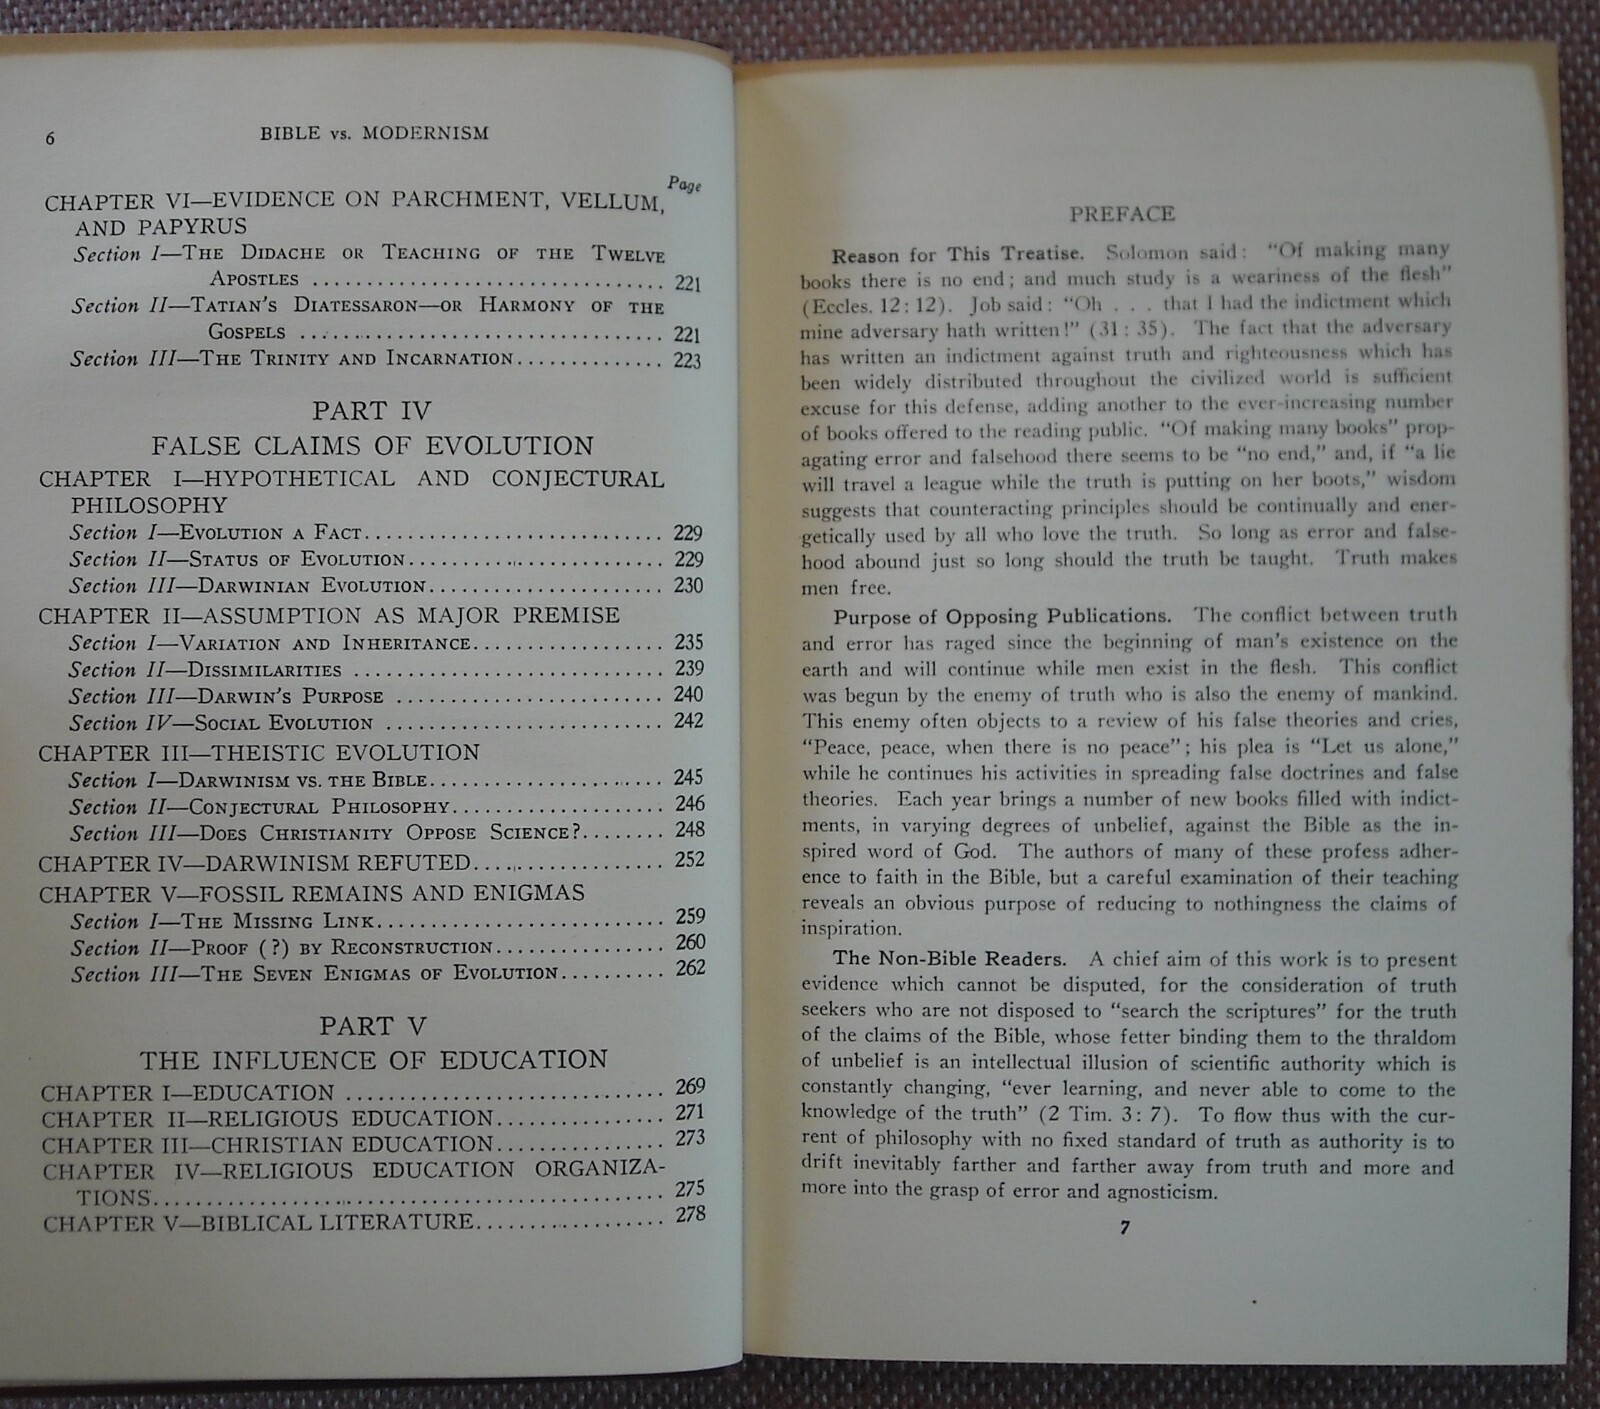 6
BIBLE vs. MODERNISM
Page
CHAPTER VI—EVIDENCE ON PARCHMENT, VELLUM,
AND PAPYRUS
Section I—The Didache or Teaching of the Twelve
Apostles ................................. 221
Section II—Tatian's Diatessaron—or Harmony of the
Gospels .................................. 221
Section III—The Trinity and Incarnation.............. 223
PART IV
FALSE CLAIMS OF EVOLUTION
CHAPTER I—HYPOTHETICAL AND CONJECTURAL
PHILOSOPHY
Section I—Evolution a Fact............................ 229
Section II—Status of Evolution........................ 229
Section III—Darwinian Evolution...................... 230
CHAPTER II—ASSUMPTION AS MAJOR PREMISE
Section I—Variation and Inheritance.................. 235
Section II—Dissimilarities ............................. 239
Section III—Darwin's Purpose .......................... 240
Section IV—Social Evolution ........................... 242
CHAPTER III—THEISTIC EVOLUTION
Section I—Darwinism vs. the Bible...................... 245
Section II—Conjectural Philosophy.................... 246
Section III—Does Christianity Oppose Science?........ 248
CHAPTER IV—DARWINISM REFUTED.................. 252
CHAPTER V—FOSSIL REMAINS AND ENIGMAS
Section I—The Missing Link........................... 259
Section II—Proof (?) by Reconstruction................ 260
Section III—The Seven Enigmas of Evolution.......... 262
PART V
THE INFLUENCE OF EDUCATION
CHAPTER I—EDUCATION .............................. 269
CHAPTER II—RELIGIOUS EDUCATION................ 271
CHAPTER III—CHRISTIAN EDUCATION................ 273
CHAPTER IV—RELIGIOUS EDUCATION ORGANIZA-
TIONS................................................ 275
CHAPTER V—BIBLICAL LITERATURE.................. 278
PREFACE
Reason for This Treatise. Solomon said: "Of making many
books there is no end; and much study is a weariness of the flesh"
(Eccles. 12: 12). Job said: "Oh . . . that I had the indictment which
mine adversary hath written!" (31: 35). The fact that the adversary
has written an indictment against truth and righteousness which has
been widely distributed throughout the civilized world is sufficient
excuse for this defense, adding another to the ever-increasing number
of books offered to the reading public. "Of making many books" prop-
agating error and falsehood there seems to be "no end," and, if "a lie
will travel a league while the truth is putting on her boots," wisdom
suggests that counteracting principles should be continually and ener-
getically used by all who love the truth. So long as error and false-
hood abound just so long should the truth be taught. Truth makes
men free.
Purpose of Opposing Publications. The conflict between truth
and error has raged since the beginning of man's existence on the
earth and will continue while men exist in the flesh. This conflict
was begun by the enemy of truth who is also the enemy of mankind.
This enemy often objects to a review of his false theories and cries,
"Peace, peace, when there is no peace"; his plea is "Let us alone,"
while he continues his activities in spreading false doctrines and false
theories. Each year brings a number of new books filled with indict-
ments, in varying degrees of unbelief, against the Bible as the in-
spired word of God. The authors of many of these profess adher-
ence to faith in the Bible, but a careful examination of their teaching
reveals an obvious purpose of reducing to nothingness the claims of
inspiration.
The Non-Bible Readers. A chief aim of this work is to present
evidence which cannot be disputed, for the consideration of truth
seekers who are not disposed to "search the scriptures" for the truth
of the claims of the Bible, whose fetter binding them to the thraldom
of unbelief is an intellectual illusion of scientific authority which is
constantly changing, "ever learning, and never able to come to the
knowledge of the truth" (2 Tim. 3: 7). To flow thus with the cur-
rent of philosophy with no fixed standard of truth as authority is to
drift inevitably farther and farther away from truth and more and
more into the grasp of error and agnosticism.
7